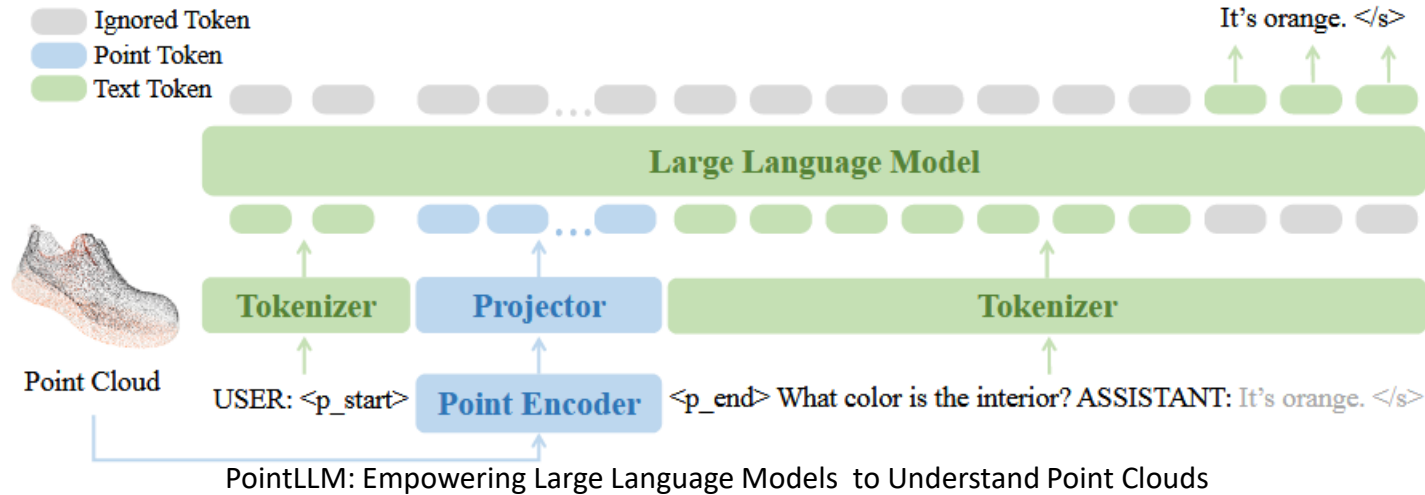 Ignored Token
Point Token
Text Token
It's orange. </s>
Large Language Model
Tokenizer
Projector
Tokenizer
Point Cloud
USER: <p_start>
Point Encoder
<p_end> What color is the interior? ASSISTANT: It's orange. </s>
PointLLM: Empowering Large Language Models to Understand Point Clouds